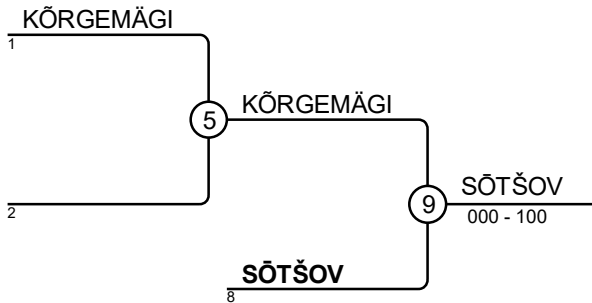 KÕRGEMÄGI
1
5
KÕRGEMÄGI
2
9
SÕTŠOV
000 - 100
SÕTŠOV
8